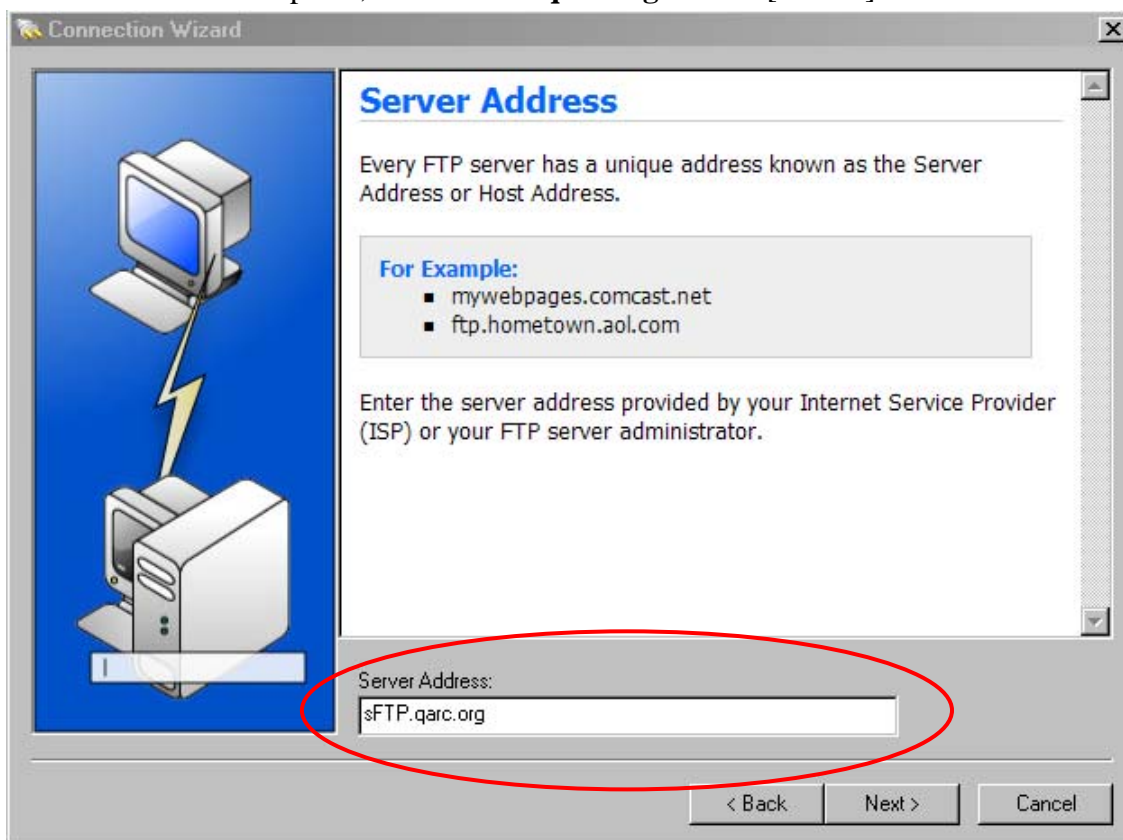 Connection Wizard
Server Address
Every FTP server has a unique address known as the Server
Address or Host Address.
For Example:
mywebpages.comcast.net
ftp.hometown.aol.com
Enter the server address provided by your Internet Service Provider
(ISP) or your FTP server administrator.
Server Address:
sFTP.qarc.org
< Back Next > Cancel